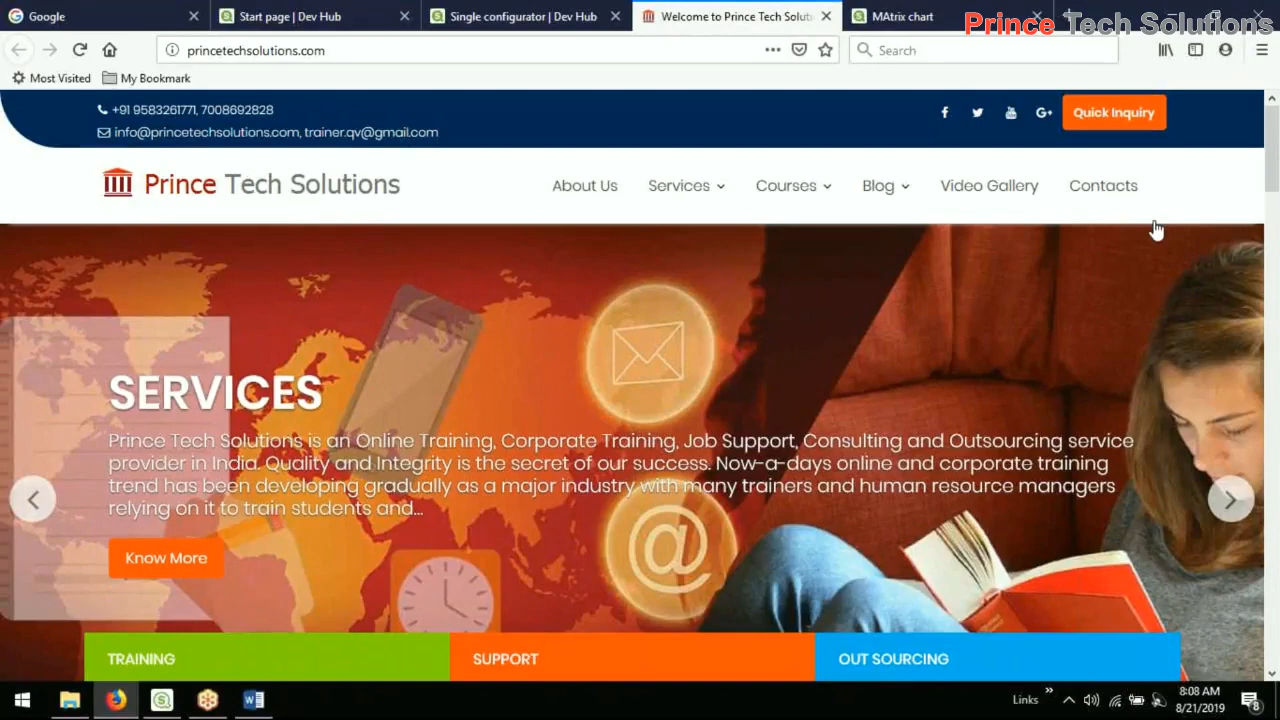 Google
Start page | Dev Hub
Single configurator | Dev Hub
Welcome to Prince Tech Soluti
MAtrix chart
Prince Tech Solutions
princetechsolutions.com
Search
Most Visited
My Bookmark
+91 9583261771, 7008692828
info@princetechsolutions.com, trainer.qv@gmail.com
Quick Inquiry
Prince Tech Solutions
About Us
Services
Courses
Blog
Video Gallery
Contacts
SERVICES
Prince Tech Solutions is an Online Training, Corporate Training, Job Support, Consulting and Outsourcing service
provider in India. Quality and Integrity is the secret of our success. Now-a-days online and corporate training
trend has been developing gradually as a major industry with many trainers and human resource managers
relying on it to train students and...
Know More
TRAINING
SUPPORT
OUT SOURCING
Links
8:08 AM
8/21/2019
8